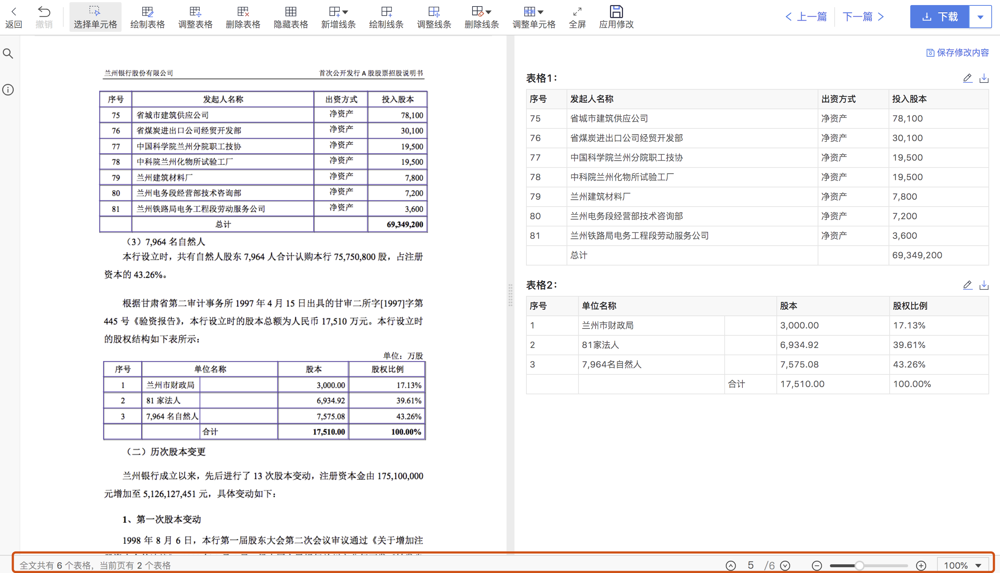 返回 撤销 选择单元格 绘制表格 调整表格 删除表格 隐藏表格 新增线条 绘制线条 调整线条 删除线条 调整单元格 全屏 应用修改 上一篇 下一篇 下载
兰州银行股份有限公司 首次公开发行 A 股股票招股说明书
序号 发起人名称 出资方式 投入股本
75 省城市建筑供应公司 净资产 78,100
76 省煤炭进出口公司经贸开发部 净资产 30,100
77 中国科学院兰州分院职工技协 净资产 19,500
78 中科院兰州化物所试验工厂 净资产 19,500
79 兰州建筑材料厂 净资产 7,800
80 兰州电务段经营部技术咨询部 净资产 7,200
81 兰州铁路局电务工程段劳动服务公司 净资产 3,600
总计 69,349,200
（3）7,964 名自然人
本行设立时，共有自然人股东 7,964 人合计认购本行 75,750,800 股，占注册
资本的 43.26%。
根据甘肃省第二审计事务所 1997 年 4 月 15 日出具的甘审二所字[1997]字第
445 号《验资报告》，本行设立时的股本总额为人民币 17,510 万元。本行设立时
的股权结构如下表所示：
单位：万股
序号 单位名称 股本 股权比例
1 兰州市财政局 3,000.00 17.13%
2 81 家法人 6,934.92 39.61%
3 7,964 名自然人 7,575.08 43.26%
合计 17,510.00 100.00%
（二）历次股本变更
兰州银行成立以来，先后进行了 13 次股本变动，注册资本金由 175,100,000
元增加至 5,126,127,451 元，具体变动如下：
1、第一次股本变动
1998 年 8 月 6 日，本行第一届股东大会第二次会议审议通过《关于增加注
保存修改内容
表格1：
序号 发起人名称 出资方式 投入股本
75 省城市建筑供应公司 净资产 78,100
76 省煤炭进出口公司经贸开发部 净资产 30,100
77 中国科学院兰州分院职工技协 净资产 19,500
78 中科院兰州化物所试验工厂 净资产 19,500
79 兰州建筑材料厂 净资产 7,800
80 兰州电务段经营部技术咨询部 净资产 7,200
81 兰州铁路局电务工程段劳动服务公司 净资产 3,600
总计 69,349,200
表格2：
序号 单位名称 股本 股权比例
1 兰州市财政局 3,000.00 17.13%
2 81家法人 6,934.92 39.61%
3 7,964名自然人 7,575.08 43.26%
合计 17,510.00 100.00%
全文共有 6 个表格，当前页有 2 个表格 5 /6 100%